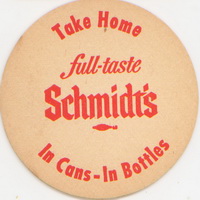 Take Home
full-taste
Schmidt's
In Cans-In Bottles